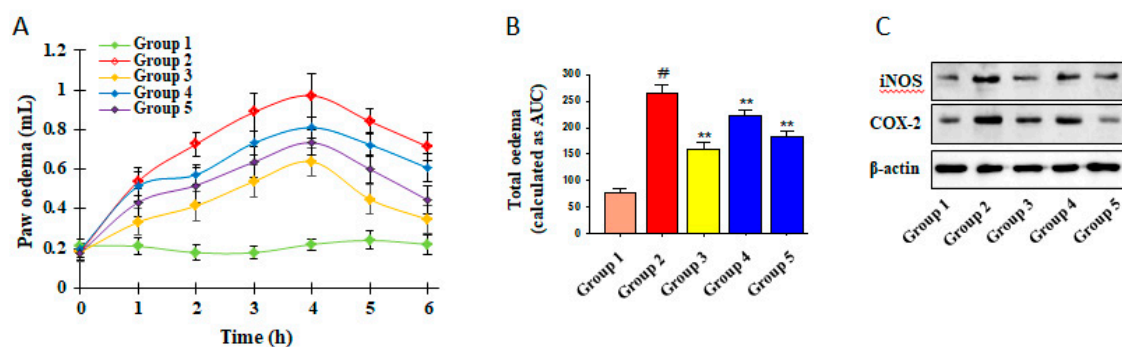 A
Group 1
Group 2
Group 3
Group 4
Group 5
Paw oedema (mL)
1.2
1
0.8
0.6
0.4
0.2
0
0 1 2 3 4 5 6
Time (h)
B
Total oedema
(calculated as AUC)
300
250
200
150
100
50
0
#
**
**
**
Group 1 Group 2 Group 3 Group 4 Group 5
C
iNOS
COX-2
β-actin
Group 1 Group 2 Group 3 Group 4 Group 5